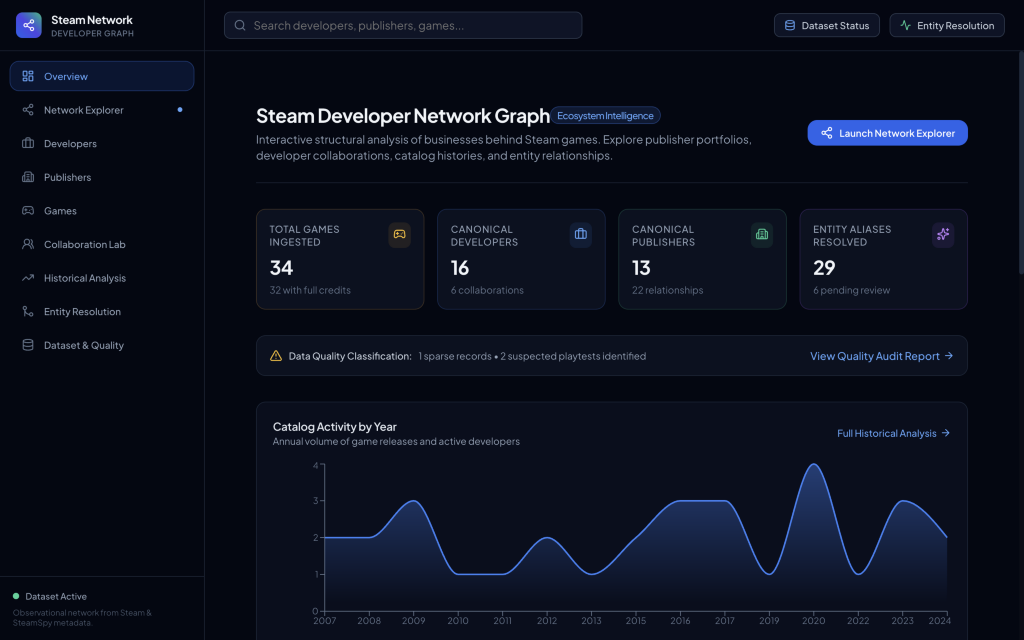 Steam Network
DEVELOPER GRAPH
Search developers, publishers, games...
Dataset Status
Entity Resolution
Overview
Network Explorer
Developers
Publishers
Games
Collaboration Lab
Historical Analysis
Entity Resolution
Dataset & Quality
Dataset Active
Observational network from Steam &
SteamSpy metadata.
Steam Developer Network Graph
Ecosystem Intelligence
Interactive structural analysis of businesses behind Steam games. Explore publisher portfolios,
developer collaborations, catalog histories, and entity relationships.
Launch Network Explorer
TOTAL GAMES
INGESTED
34
32 with full credits
CANONICAL
DEVELOPERS
16
6 collaborations
CANONICAL
PUBLISHERS
13
22 relationships
ENTITY ALIASES
RESOLVED
29
6 pending review
Data Quality Classification: 1 sparse records • 2 suspected playtests identified
View Quality Audit Report →
Catalog Activity by Year
Annual volume of game releases and active developers
Full Historical Analysis →
4
3
2
1
0
2007 2008 2009 2010 2011 2012 2013 2015 2016 2017 2019 2020 2022 2023 2024